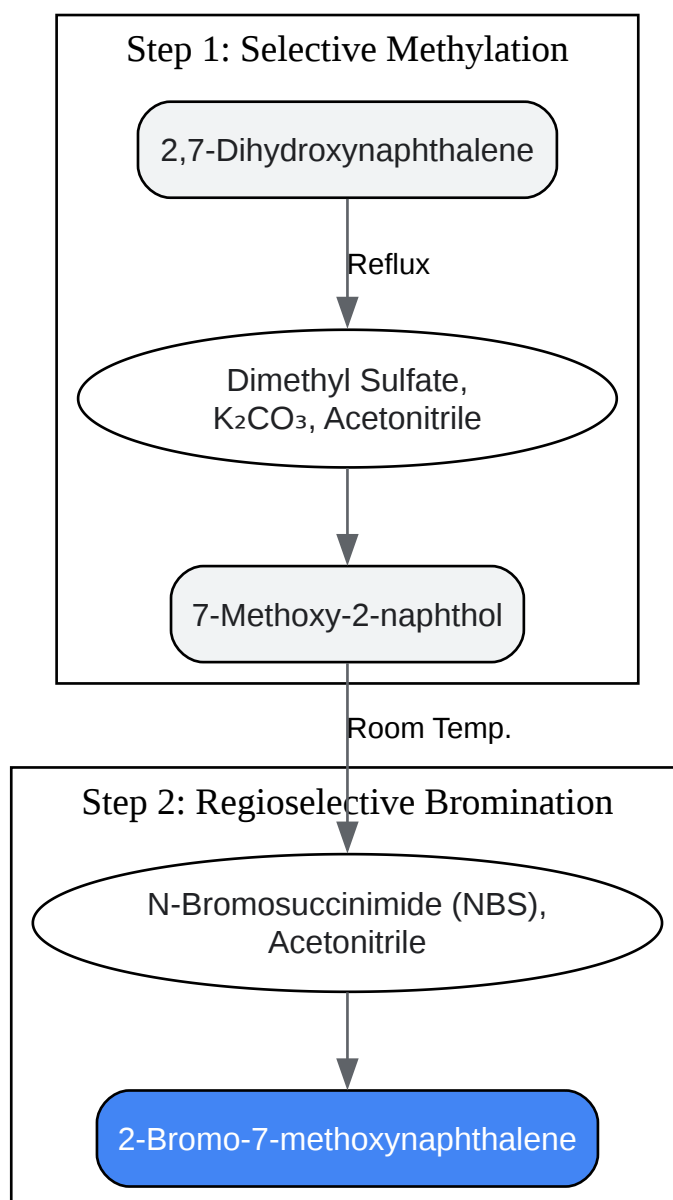 Step 1: Selective Methylation
2,7-Dihydroxynaphthalene
Reflux
Dimethyl Sulfate,
K₂CO₃, Acetonitrile
7-Methoxy-2-naphthol
Room Temp.
Step 2: Regioselective Bromination
N-Bromosuccinimide (NBS),
Acetonitrile
2-Bromo-7-methoxynaphthalene